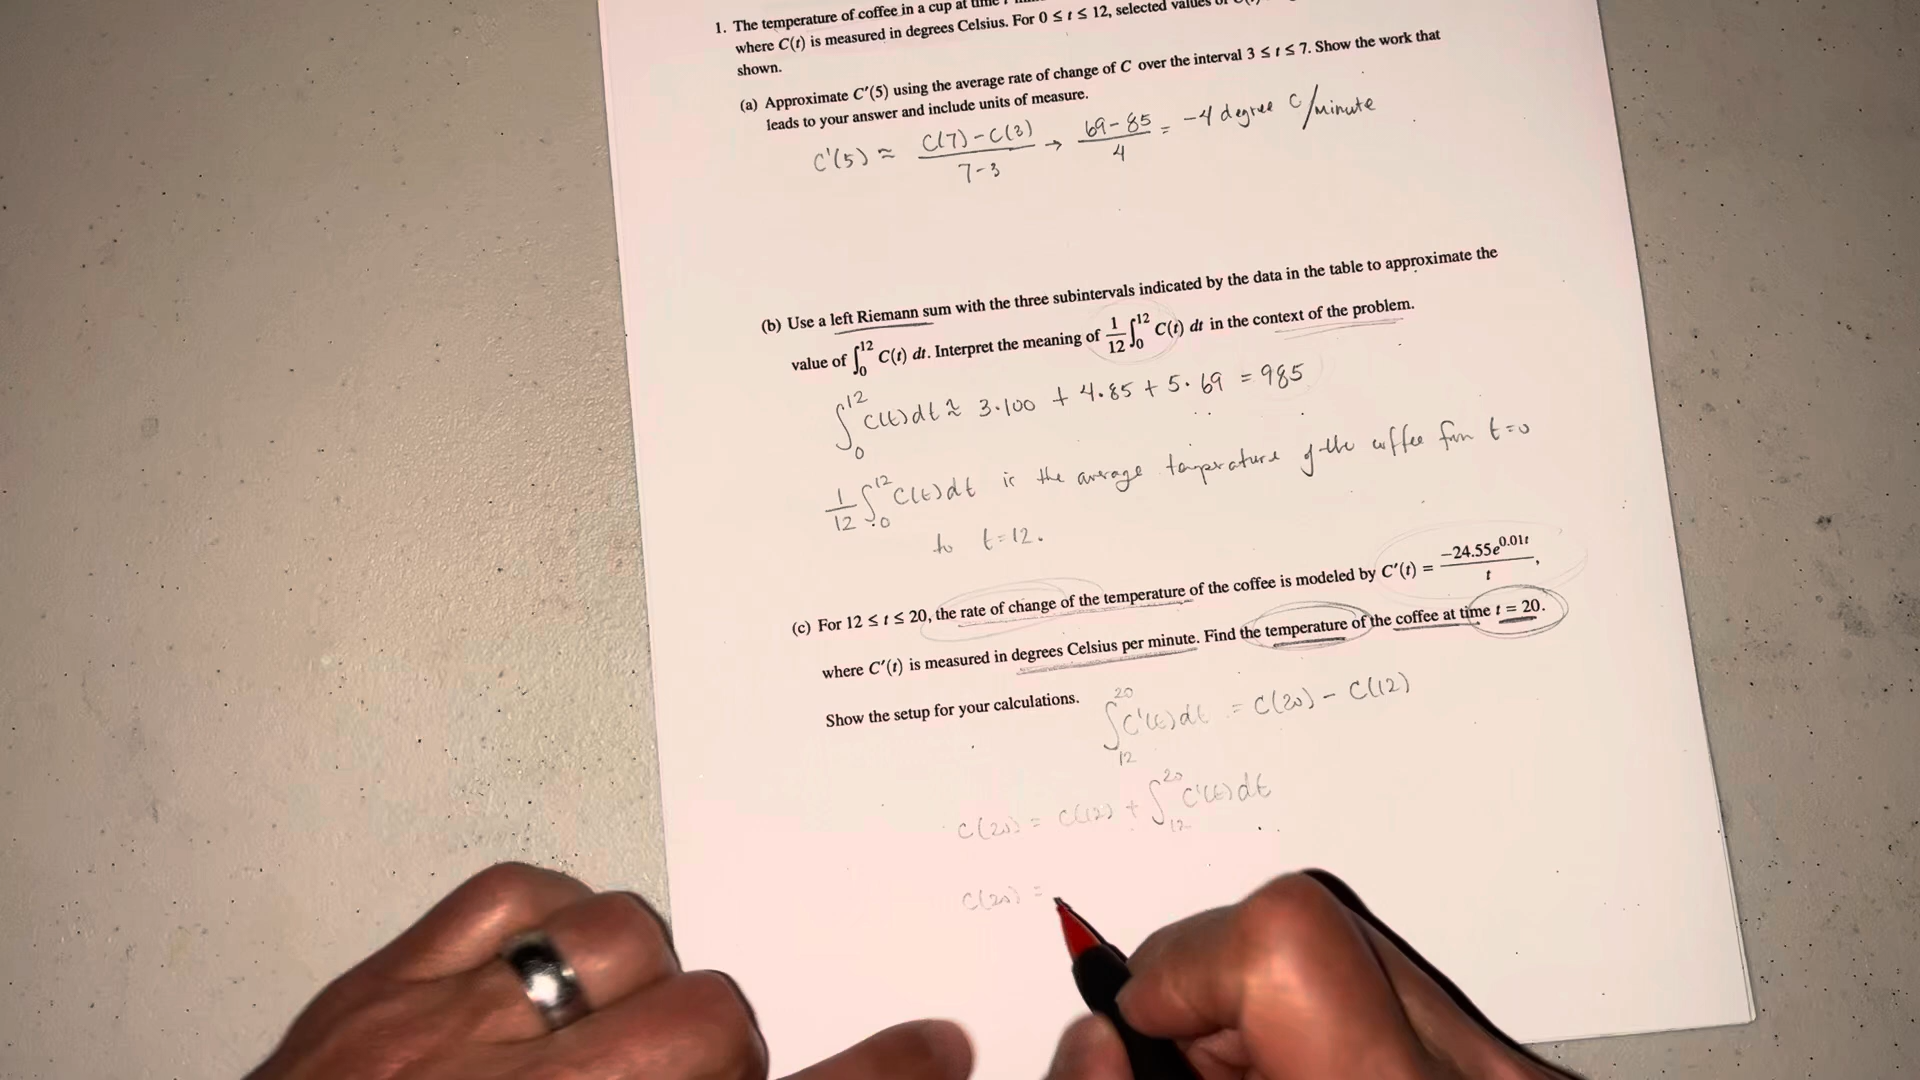 1. The temperature of coffee in a cup at time t
where C(t) is measured in degrees Celsius. For 0 ≤ t ≤ 12, selected values of
shown.
(a) Approximate C′(5) using the average rate of change of C over the interval 3 ≤ t ≤ 7. Show the work that
leads to your answer and include units of measure.
C'(5) ≈ (C(7) - C(3))/(7-3) → (69-85)/4 = -4 degree C/minute
(b) Use a left Riemann sum with the three subintervals indicated by the data in the table to approximate the
value of ∫₀¹² C(t) dt. Interpret the meaning of 1/12 ∫₀¹² C(t) dt in the context of the problem.
∫₀¹² C(t)dt ≈ 3·100 + 4·85 + 5·69 = 985
1/12 ∫₀¹² C(t)dt is the average temperature of the coffee from t=0
to t=12.
(c) For 12 ≤ t ≤ 20, the rate of change of the temperature of the coffee is modeled by C′(t) = −24.55e^(0.01t)/t,
where C′(t) is measured in degrees Celsius per minute. Find the temperature of the coffee at time t = 20.
Show the setup for your calculations.
∫₁₂²⁰ C'(t)dt = C(20) - C(12)
C(20) = C(12) + ∫₁₂²⁰ C'(t)dt
C(20) =